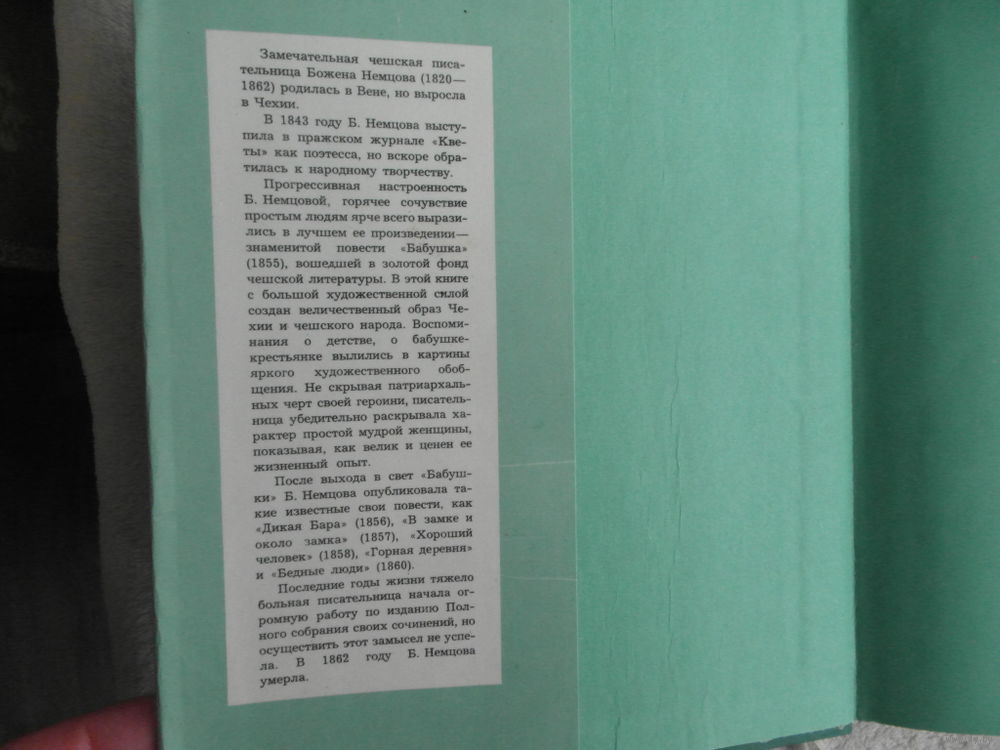 Замечательная чешская писа-
тельница Божена Немцова (1820—
1862) родилась в Вене, но выросла
в Чехии.
В 1843 году Б. Немцова высту-
пила в пражском журнале «Кве-
ты» как поэтесса, но вскоре обра-
тилась к народному творчеству.
Прогрессивная настроенность
Б. Немцовой, горячее сочувствие
простым людям ярче всего вырази-
лись в лучшем ее произведении—
знаменитой повести «Бабушка»
(1855), вошедшей в золотой фонд
чешской литературы. В этой книге
с большой художественной силой
создан величественный образ Че-
хии и чешского народа. Воспоми-
нания о детстве, о бабушке-
крестьянке вылились в картины
яркого художественного обоб-
щения. Не скрывая патриархаль-
ных черт своей героини, писатель-
ница убедительно раскрывала ха-
рактер простой мудрой женщины,
показывая, как велик и ценен ее
жизненный опыт.
После выхода в свет «Бабуш-
ки» Б. Немцова опубликовала та-
кие известные свои повести, как
«Дикая Бара» (1856), «В замке и
около замка» (1857), «Хороший
человек» (1858), «Горная деревня»
и «Бедные люди» (1860).
Последние годы жизни тяжело
больная писательница начала ог-
ромную работу по изданию Пол-
ного собрания своих сочинений, но
осуществить этот замысел не успе-
ла. В 1862 году Б. Немцова
умерла.